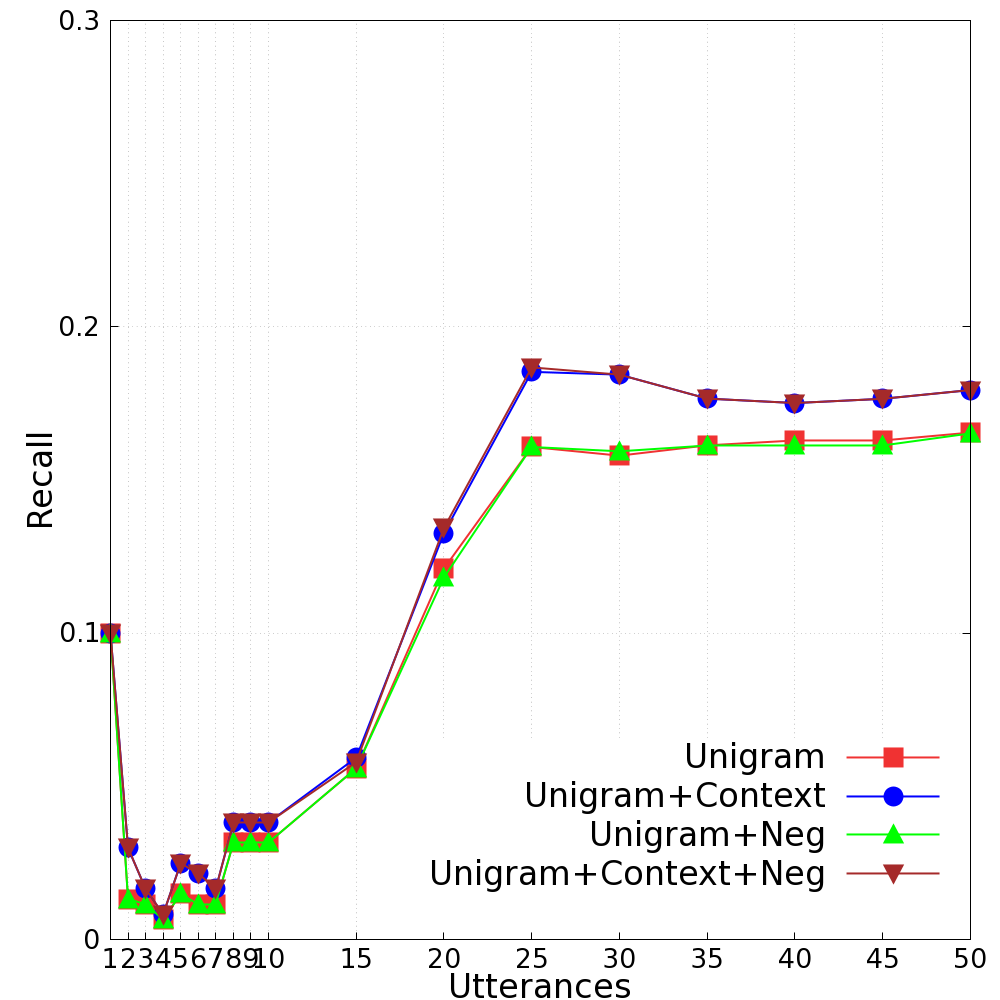 0.3
0.2
0.1
0
Recall
Unigram
Unigram+Context
Unigram+Neg
Unigram+Context+Neg
1 2 3 4 5 6 7 8 9 10 15 20 25 30 35 40 45 50
Utterances